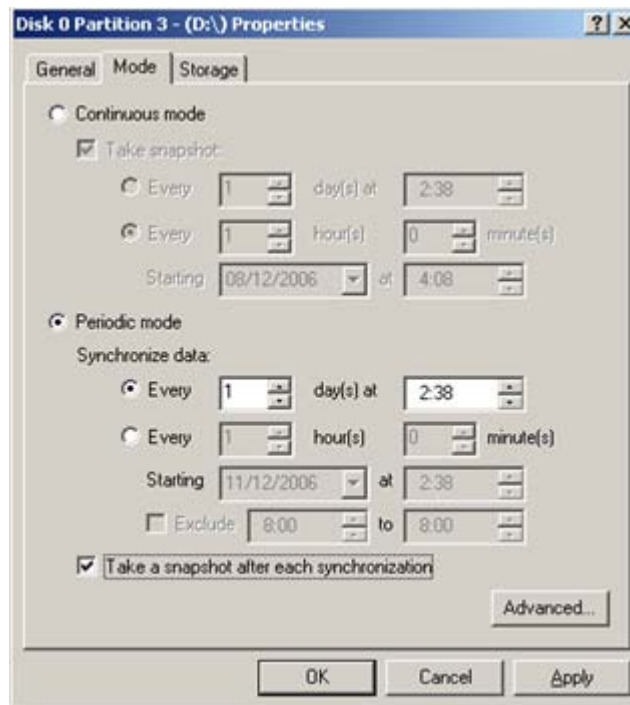 Disk 0 Partition 3 - (D:\) Properties
General Mode Storage
Continuous mode
Take snapshot:
Every 1 day(s) at 2:38
Every 1 hour(s) 0 minute(s)
Starting 08/12/2006 at 4:08
Periodic mode
Synchronize data:
Every 1 day(s) at 2:38
Every 1 hour(s) 0 minute(s)
Starting 11/12/2006 at 2:38
Exclude 8:00 to 8:00
Take a snapshot after each synchronization
Advanced...
OK Cancel Apply